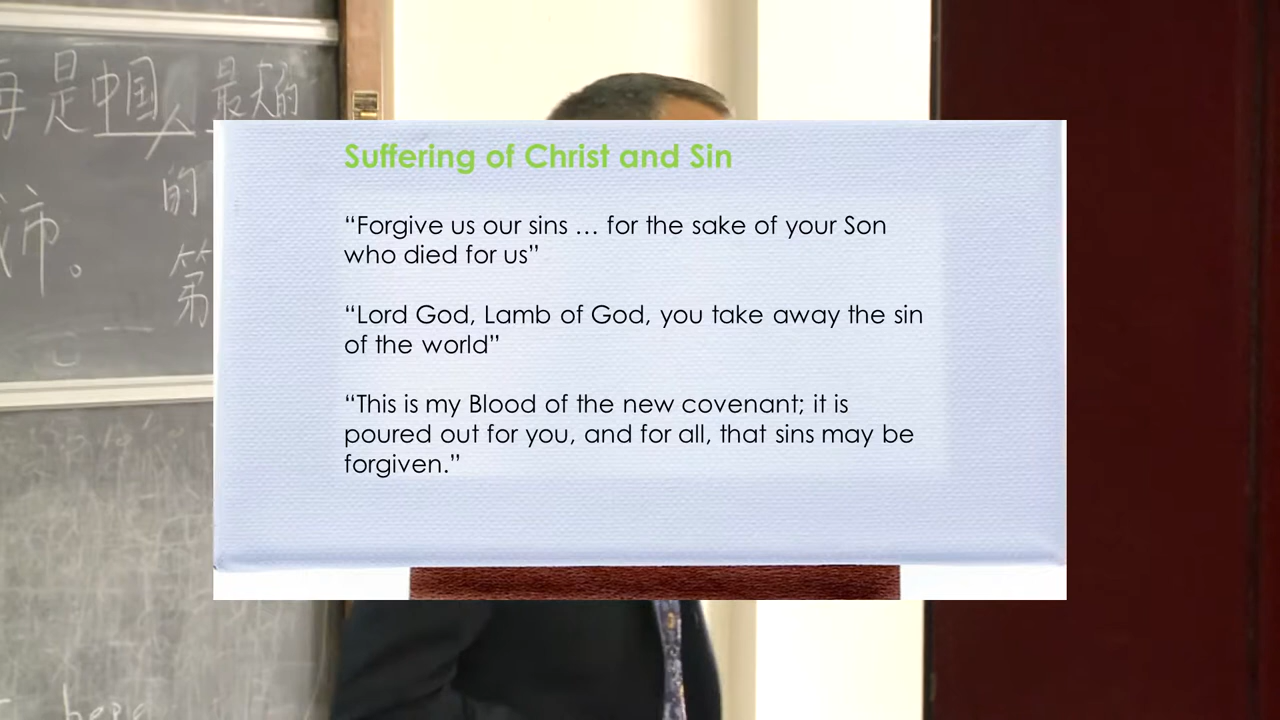 每是中国人最大的
市。
的
第
Suffering of Christ and Sin
“Forgive us our sins … for the sake of your Son
who died for us”
“Lord God, Lamb of God, you take away the sin
of the world”
“This is my Blood of the new covenant; it is
poured out for you, and for all, that sins may be
forgiven.”